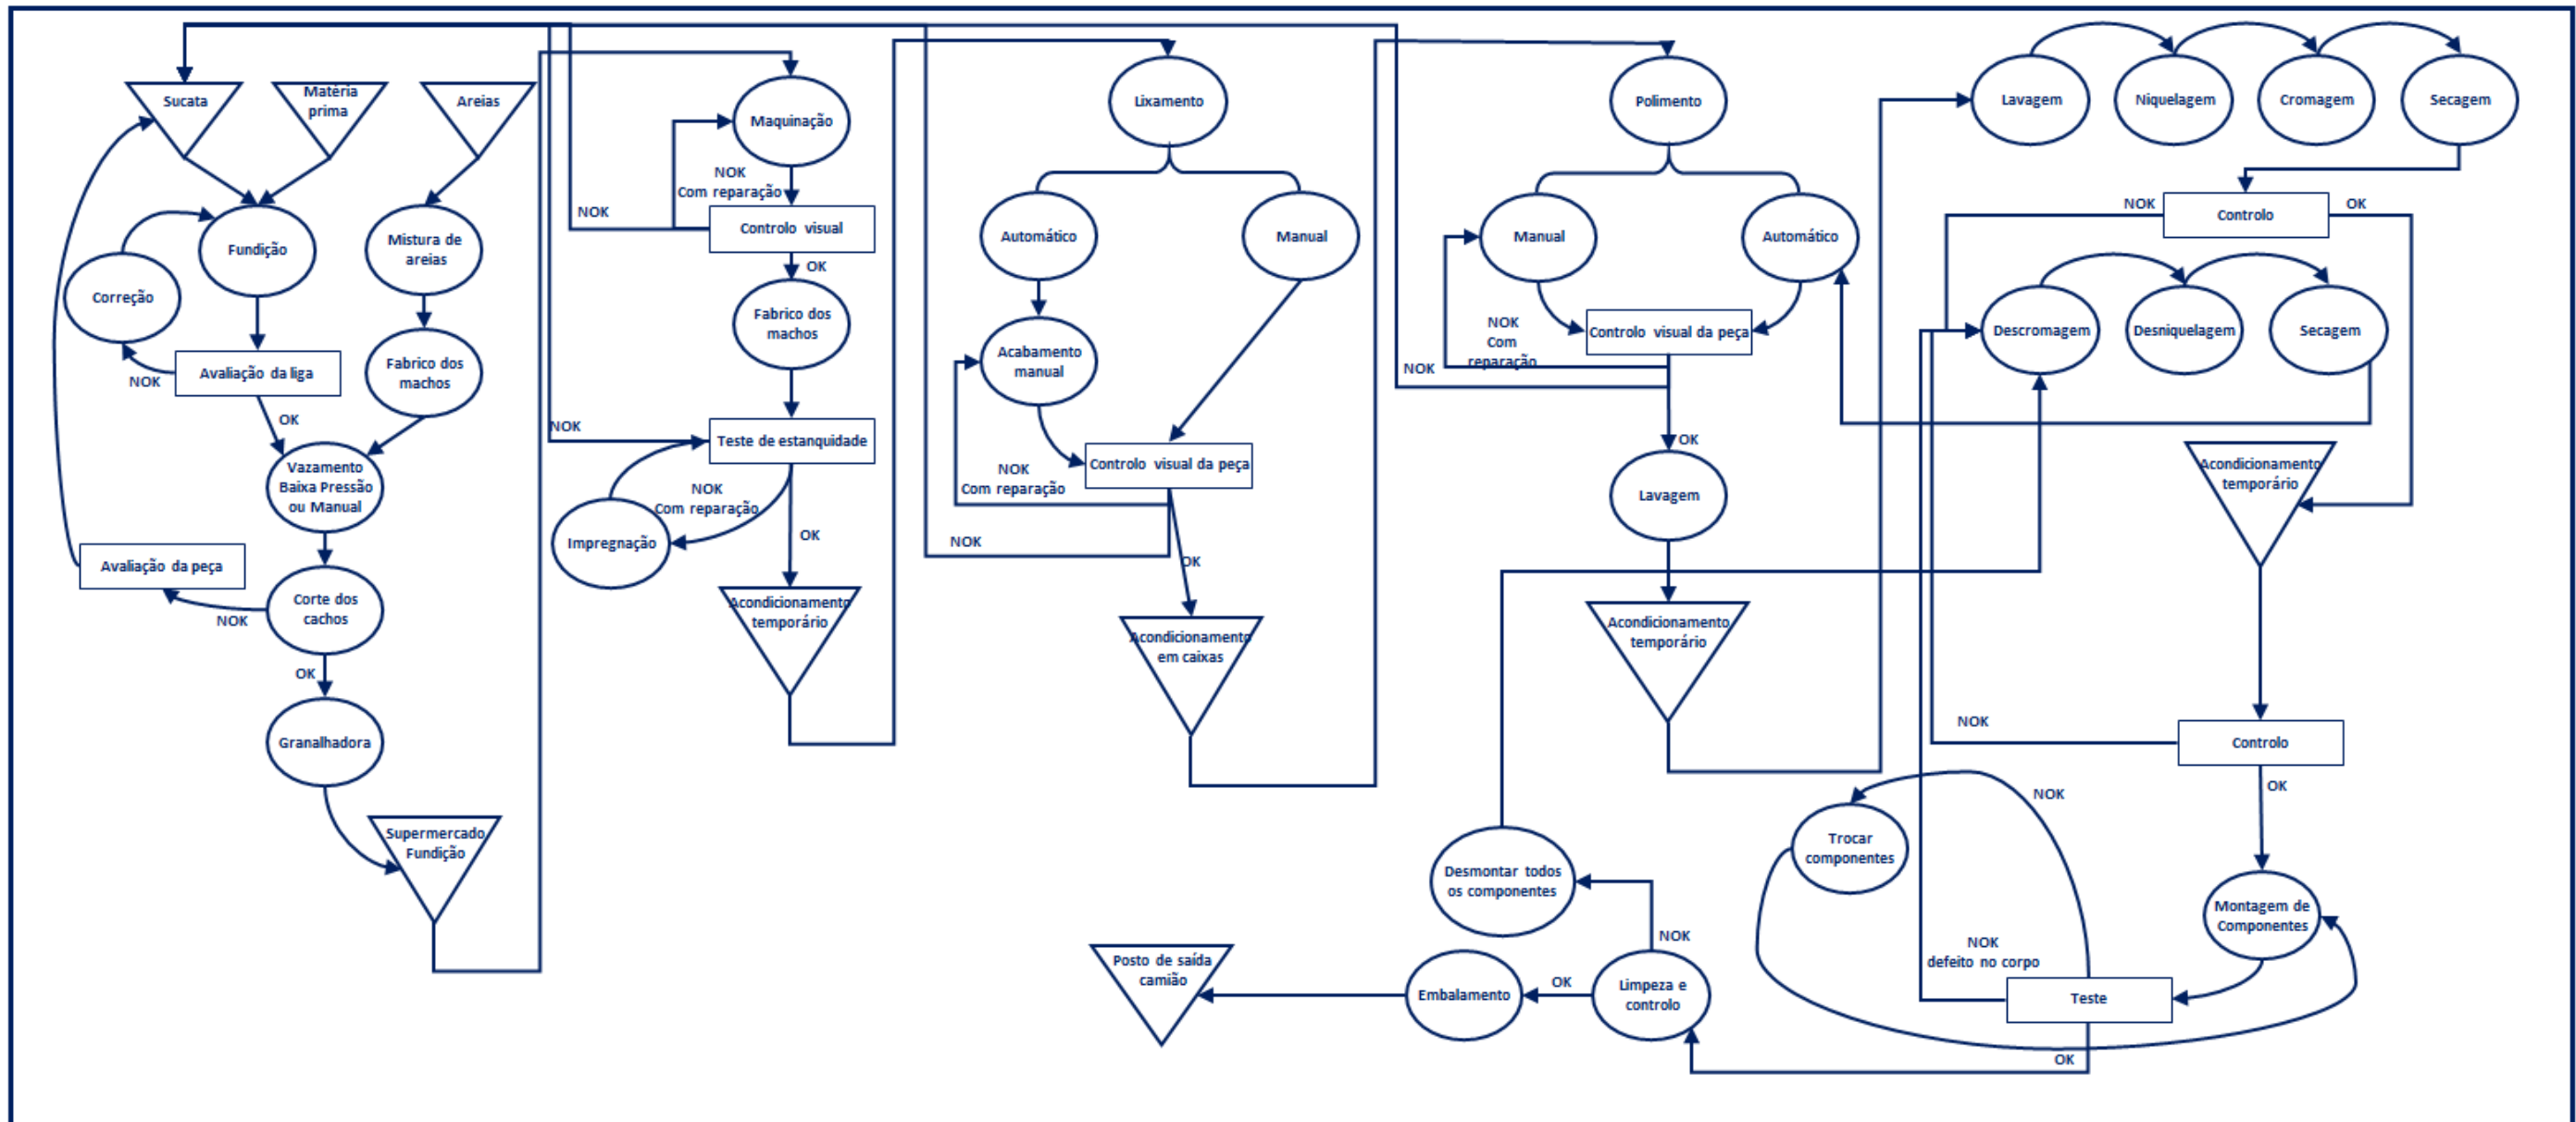 Sucata
Matéria
prima
Areias
Fundição
Mistura de
areias
Correção
Avaliação da liga
NOK
OK
Fabrico dos
machos
Vazamento
Baixa Pressão
ou Manual
Avaliação da peça
NOK
Corte dos
cachos
OK
Granalhadora
Supermercado
Fundição
Maquinação
NOK
Com reparação
NOK
Controlo visual
OK
Fabrico dos
machos
NOK
Teste de estanquidade
NOK
Com reparação
Impregnação
OK
Acondicionamento
temporário
Lixamento
Automático
Manual
Acabamento
manual
Controlo visual da peça
NOK
Com reparação
NOK
OK
Acondicionamento
em caixas
Polimento
Manual
Automático
NOK
Com
reparação
Controlo visual da peça
NOK
OK
Lavagem
Acondicionamento
temporário
Lavagem
Niquelagem
Cromagem
Secagem
NOK
Controlo
OK
Descromagem
Desniquelagem
Secagem
Acondicionamento
temporário
NOK
Controlo
OK
NOK
Trocar
componentes
Montagem de
Componentes
NOK
defeito no corpo
Teste
OK
Desmontar todos
os componentes
NOK
Limpeza e
controlo
OK
Embalamento
Posto de saída
camião